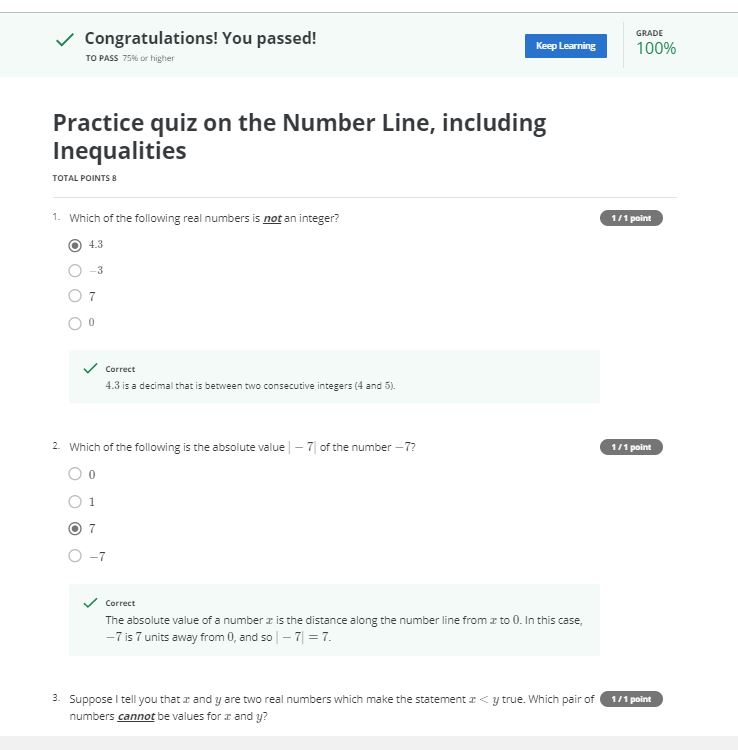 Congratulations! You passed!
TO PASS 75% or higher
Keep Learning
GRADE
100%
Practice quiz on the Number Line, including
Inequalities
TOTAL POINTS 8
1. Which of the following real numbers is not an integer?
1 / 1 point
4.3
−3
7
0
Correct
4.3 is a decimal that is between two consecutive integers (4 and 5).
2. Which of the following is the absolute value | − 7| of the number −7?
1 / 1 point
0
1
7
−7
Correct
The absolute value of a number x is the distance along the number line from x to 0. In this case,
−7 is 7 units away from 0, and so | − 7| = 7.
3. Suppose I tell you that x and y are two real numbers which make the statement x < y true. Which pair of
1 / 1 point
numbers cannot be values for x and y?